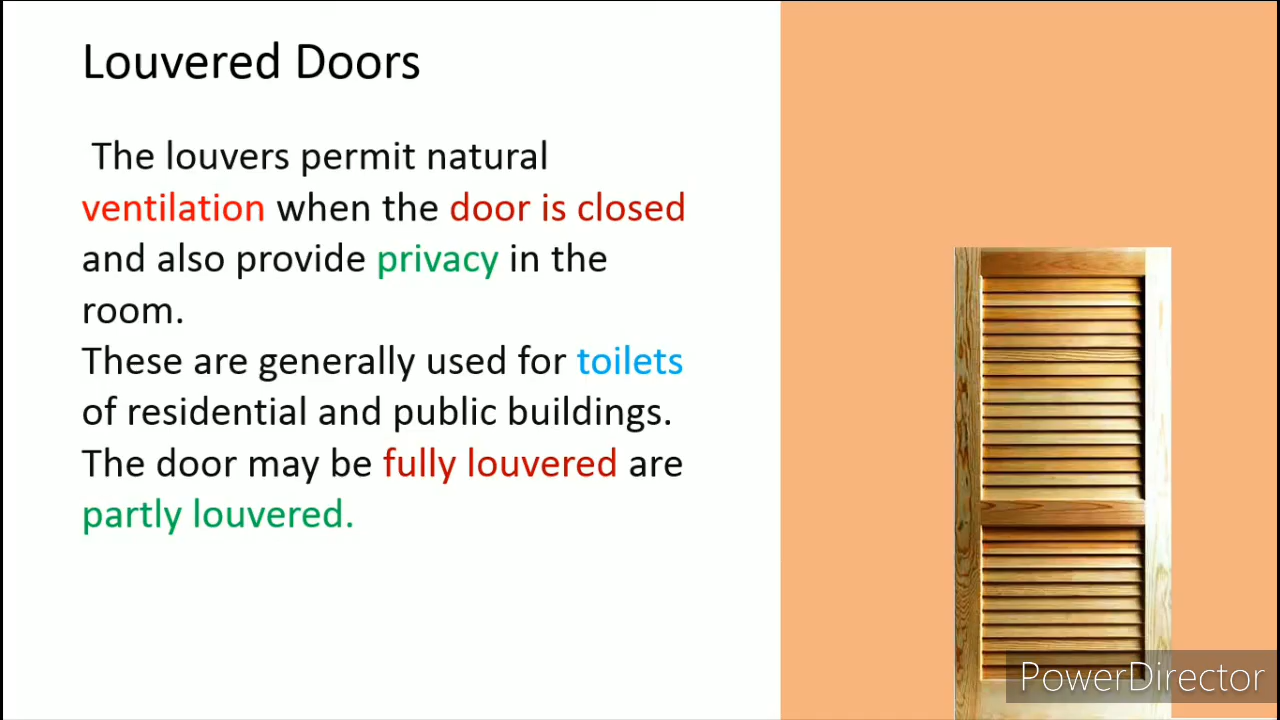 Louvered Doors
The louvers permit natural
ventilation when the door is closed
and also provide privacy in the
room.
These are generally used for toilets
of residential and public buildings.
The door may be fully louvered are
partly louvered.
PowerDirector